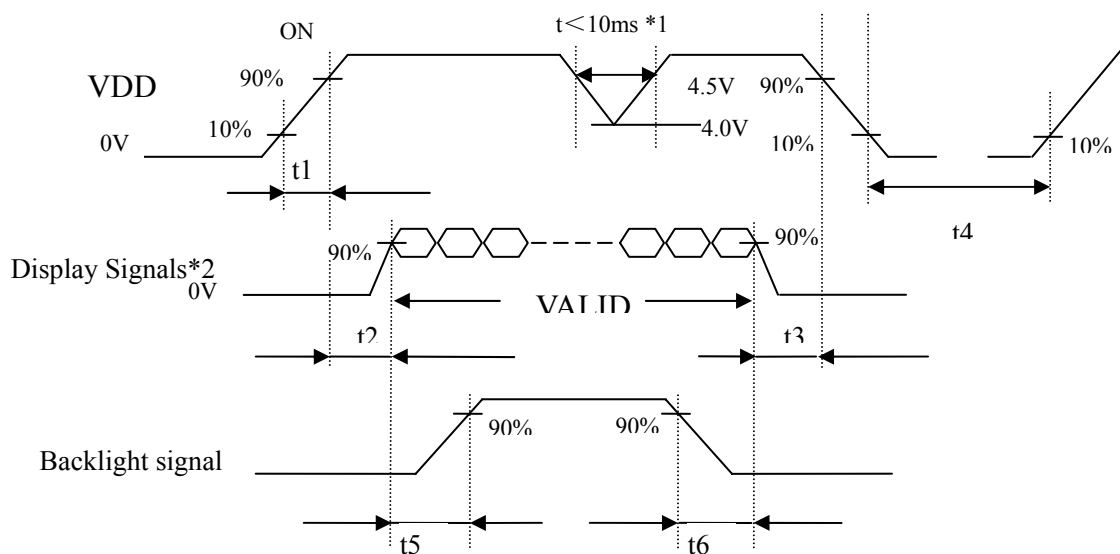 t<10ms *1
ON
90%
VDD
4.5V
90%
10%
0V
4.0V
10%
10%
t1
t4
90%
90%
Display Signals*2
0V
VALID
t2
t3
90%
90%
Backlight signal
t5
t6